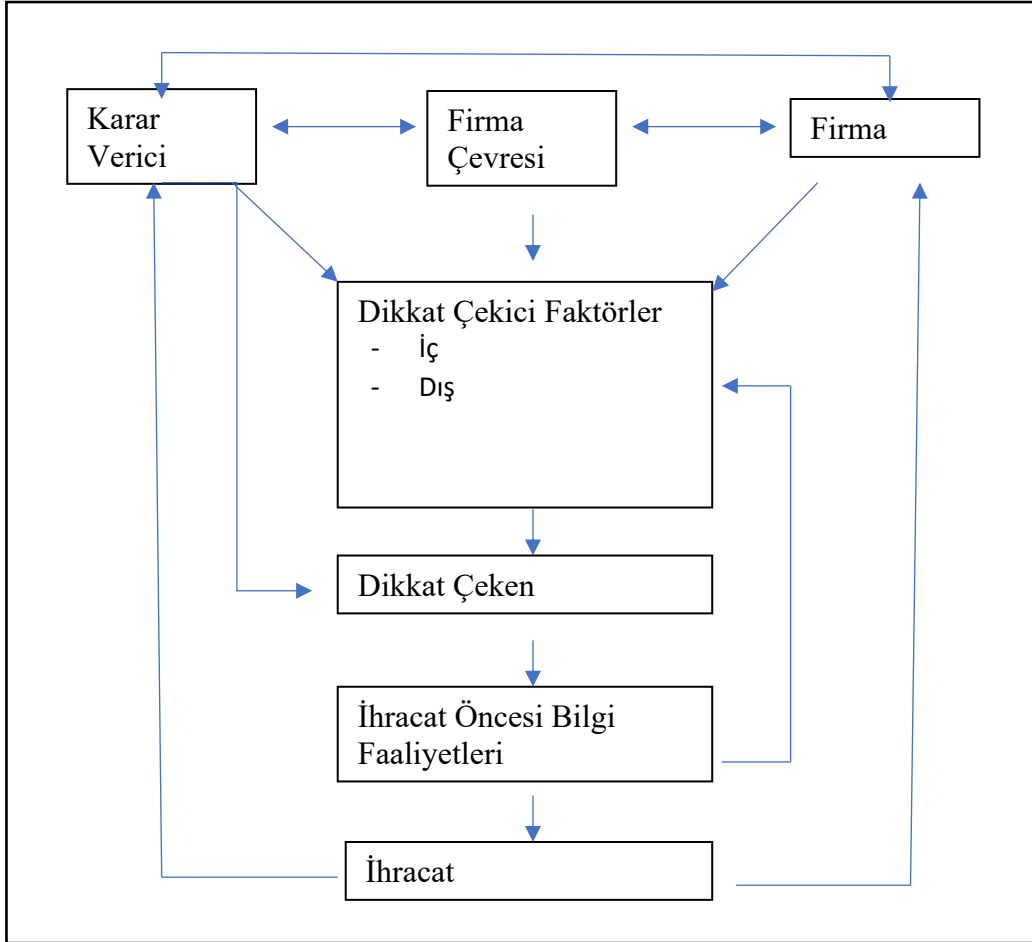 Karar
Verici
Firma
Çevresi
Firma
Dikkat Çekici Faktörler
- İç
- Dış
Dikkat Çeken
İhracat Öncesi Bilgi
Faaliyetleri
İhracat